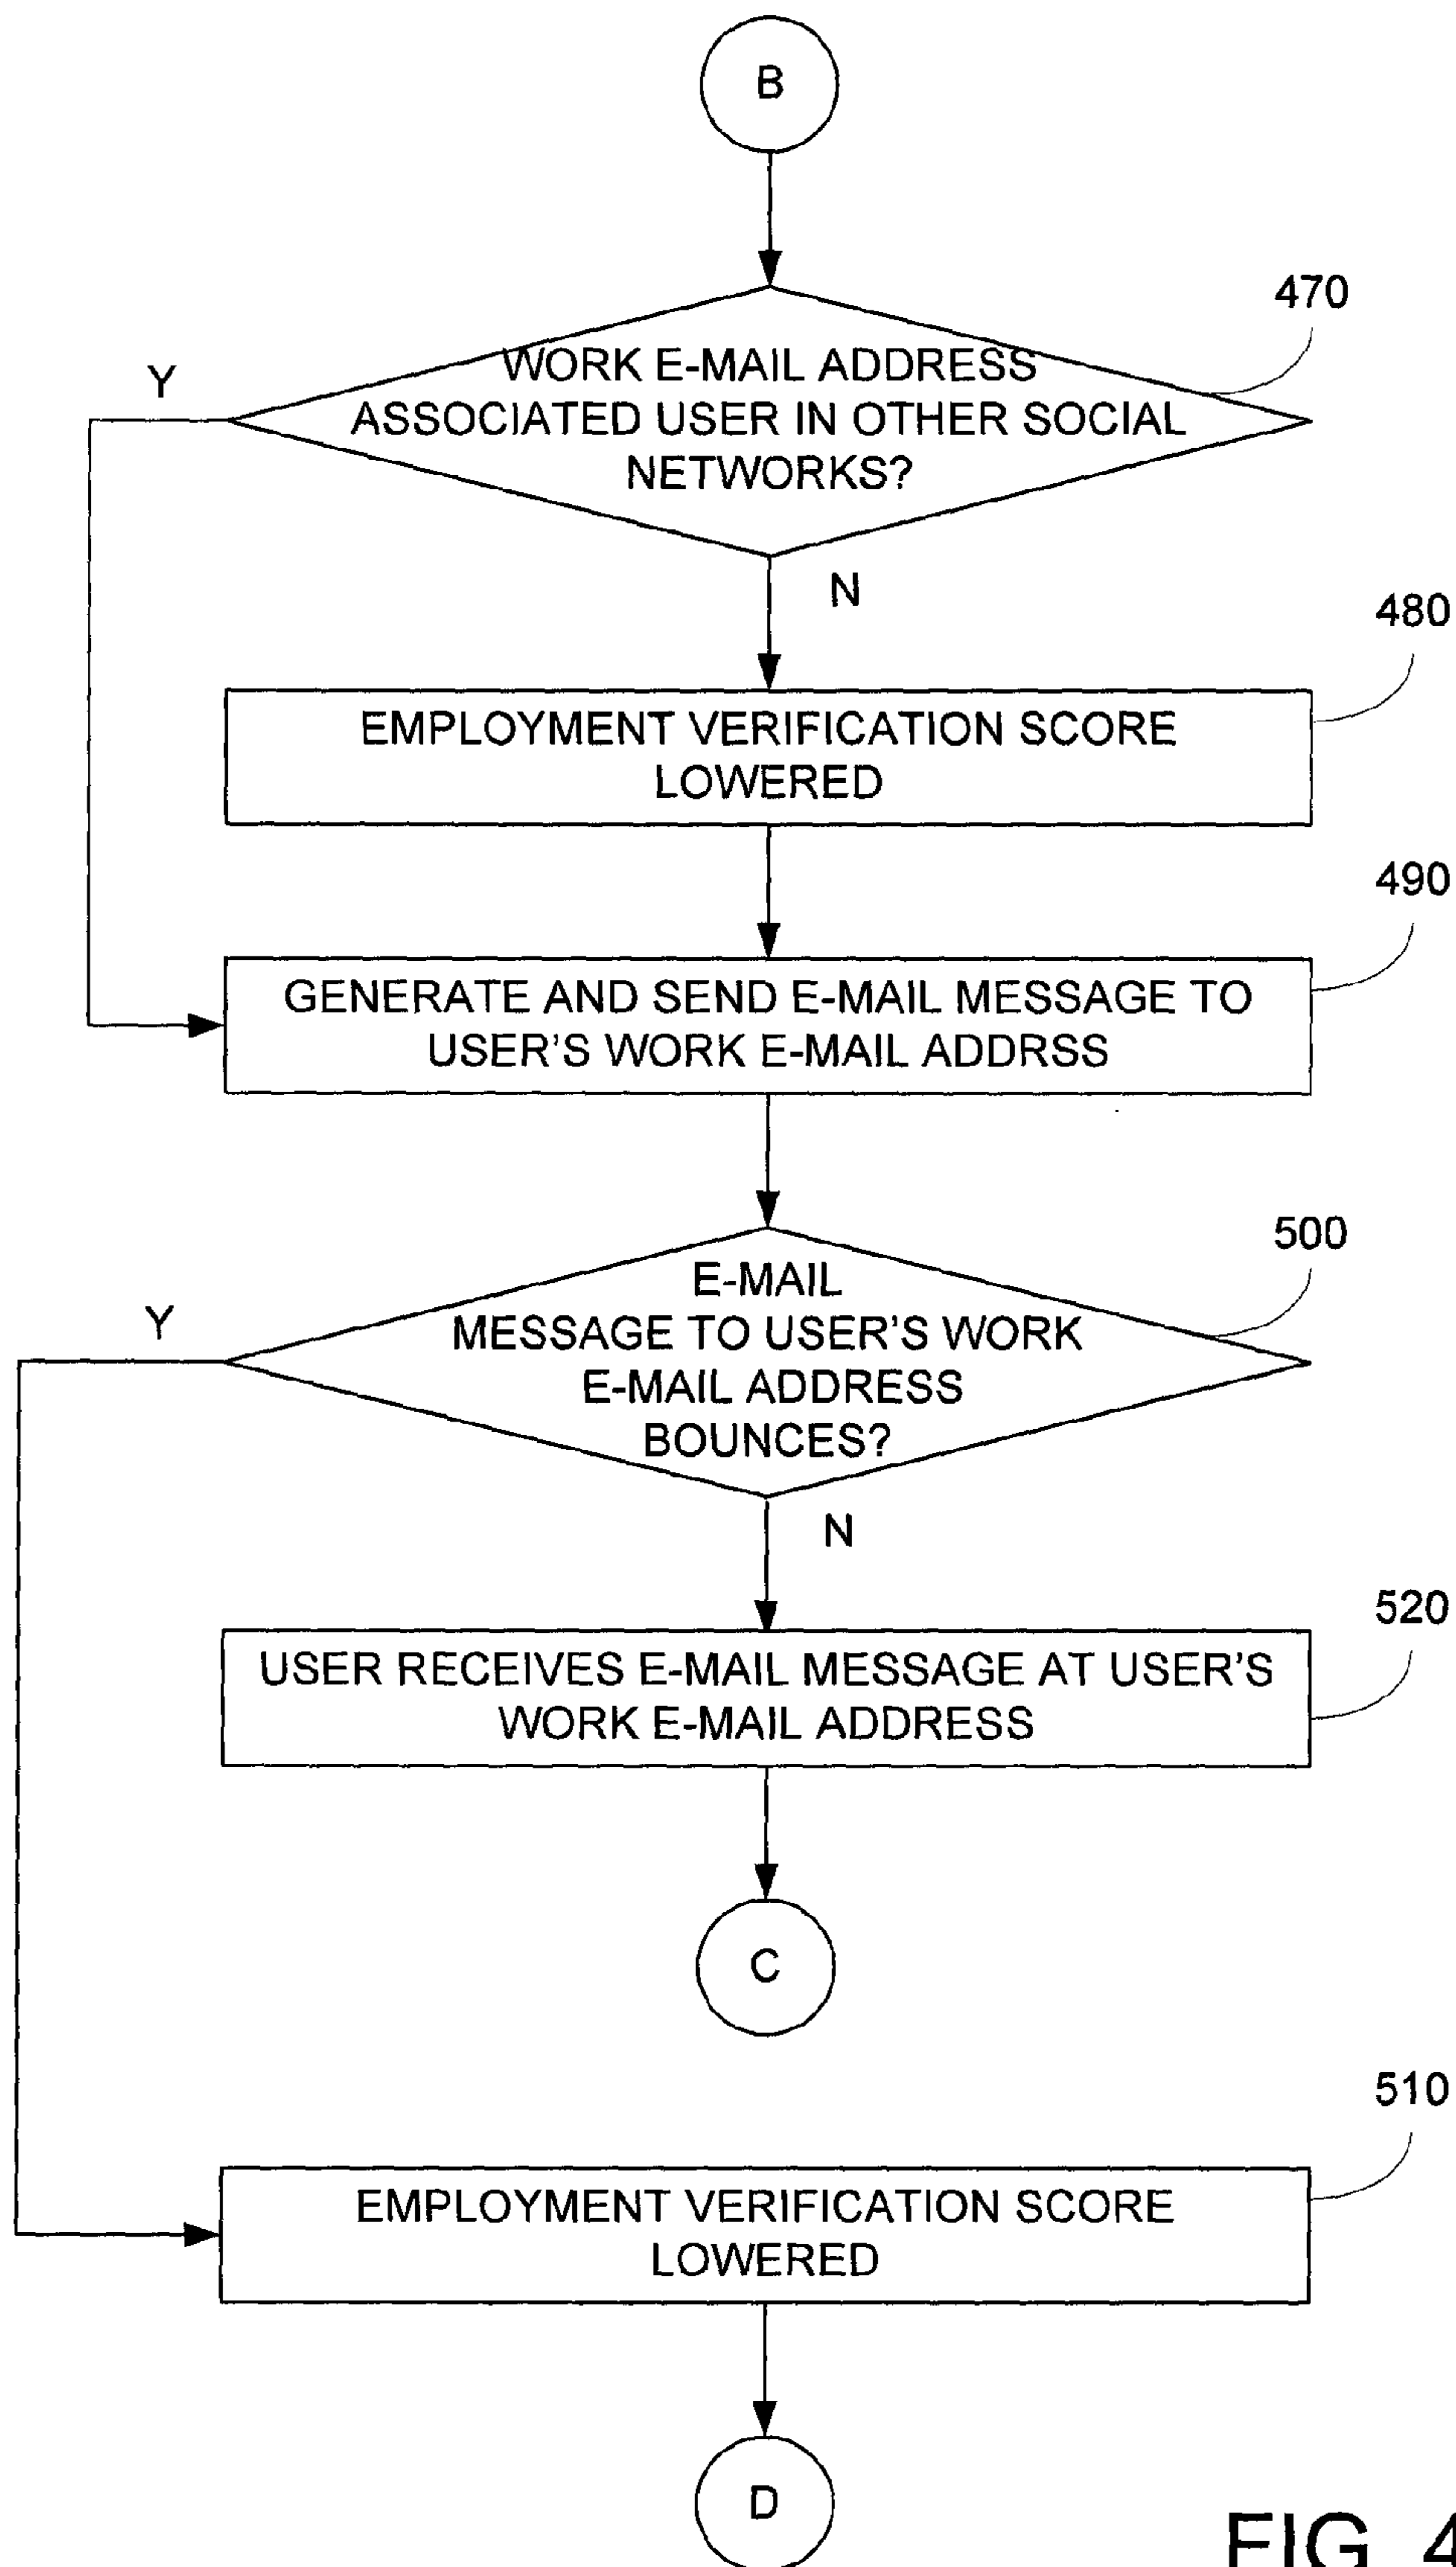 B
470
WORK E-MAIL ADDRESS
ASSOCIATED USER IN OTHER SOCIAL
NETWORKS?
Y
N
480
EMPLOYMENT VERIFICATION SCORE
LOWERED
490
GENERATE AND SEND E-MAIL MESSAGE TO
USER'S WORK E-MAIL ADDRSS
500
E-MAIL
MESSAGE TO USER'S WORK
E-MAIL ADDRESS
BOUNCES?
Y
N
520
USER RECEIVES E-MAIL MESSAGE AT USER'S
WORK E-MAIL ADDRESS
C
510
EMPLOYMENT VERIFICATION SCORE
LOWERED
D
FIG. 4